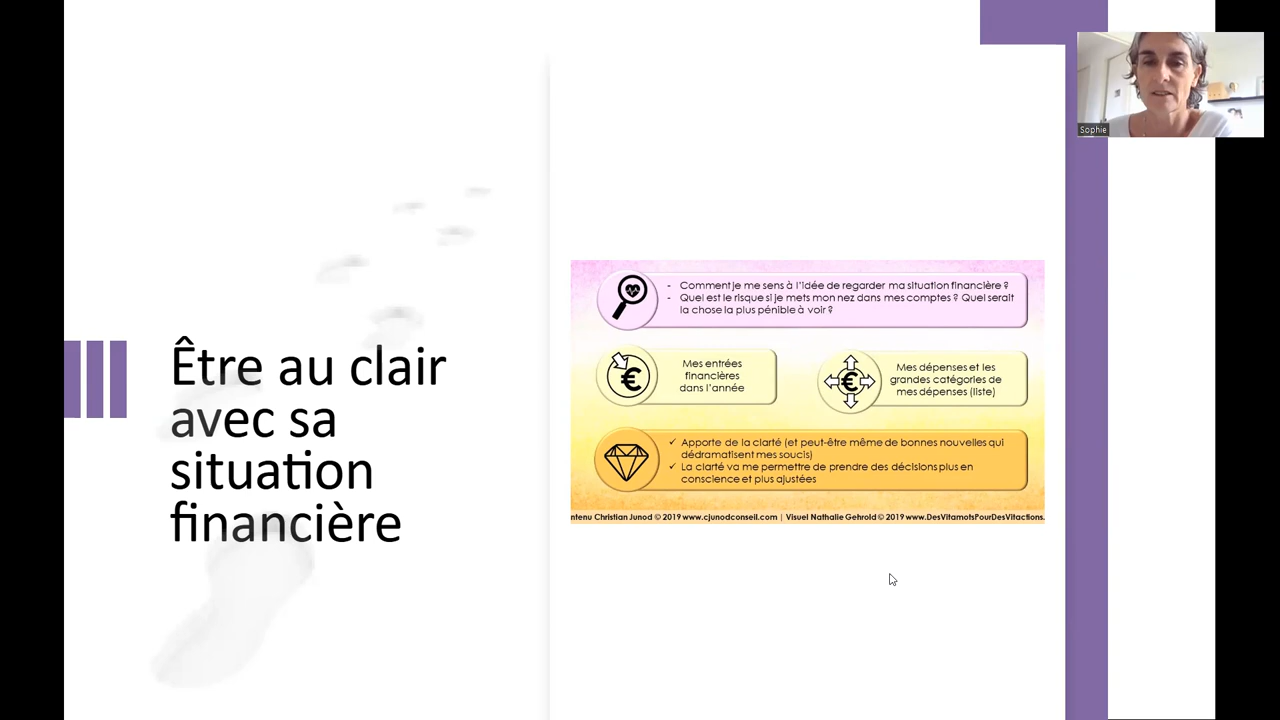 Être au clair
avec sa
situation
financière
- Comment je me sens à l'idée de regarder ma situation financière ?
- Quel est le risque si je mets mon nez dans mes comptes ? Quel serait
la chose la plus pénible à voir ?
Mes entrées
financières
dans l'année
Mes dépenses et les
grandes catégories de
mes dépenses (liste)
✓ Apporte de la clarté (et peut-être même de bonnes nouvelles qui
dédramatisent mes soucis)
✓ La clarté va me permettre de prendre des décisions plus en
conscience et plus ajustées
ntenu Christian Junod © 2019 www.cjunodconseil.com | Visuel Nathalie Gehrold © 2019 www.DesVitamotsPourDesVitactions.
Sophie